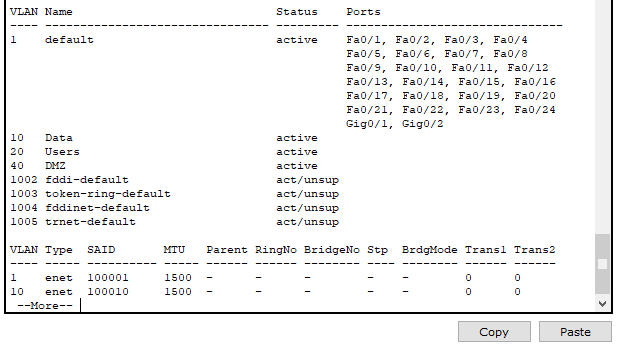 VLAN Name                             Status    Ports
---- -------------------------------- --------- -------------------------------
1    default                          active    Fa0/1, Fa0/2, Fa0/3, Fa0/4
                                                Fa0/5, Fa0/6, Fa0/7, Fa0/8
                                                Fa0/9, Fa0/10, Fa0/11, Fa0/12
                                                Fa0/13, Fa0/14, Fa0/15, Fa0/16
                                                Fa0/17, Fa0/18, Fa0/19, Fa0/20
                                                Fa0/21, Fa0/22, Fa0/23, Fa0/24
                                                Gig0/1, Gig0/2
10   Data                             active
20   Users                            active
40   DMZ                              active
1002 fddi-default                     act/unsup
1003 token-ring-default               act/unsup
1004 fddinet-default                  act/unsup
1005 trnet-default                    act/unsup
VLAN Type  SAID       MTU   Parent RingNo BridgeNo Stp  BrdgMode Trans1 Trans2
---- ----- ---------- ----- ------ ------ -------- ---- -------- ------ ------
1    enet  100001     1500  -      -      -        -    -        0      0
10   enet  100010     1500  -      -      -        -    -        0      0
 --More--
Copy Paste